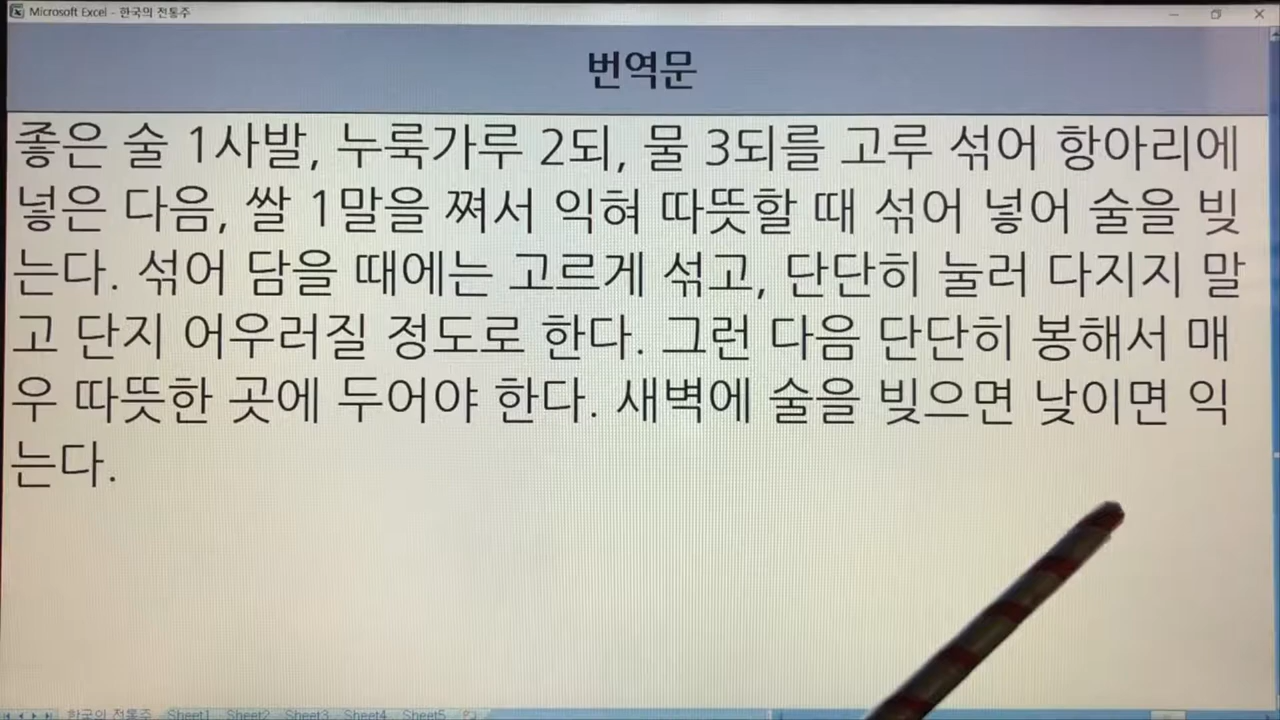 Microsoft Excel - 한국의 전통주
번역문
좋은 술 1사발, 누룩가루 2되, 물 3되를 고루 섞어 항아리에
넣은 다음, 쌀 1말을 쪄서 익혀 따뜻할 때 섞어 넣어 술을 빚
는다. 섞어 담을 때에는 고르게 섞고, 단단히 눌러 다지지 말
고 단지 어우러질 정도로 한다. 그런 다음 단단히 봉해서 매
우 따뜻한 곳에 두어야 한다. 새벽에 술을 빚으면 낮이면 익
는다.
한국의 전통주 Sheet1 Sheet2 Sheet3 Sheet4 Sheet5